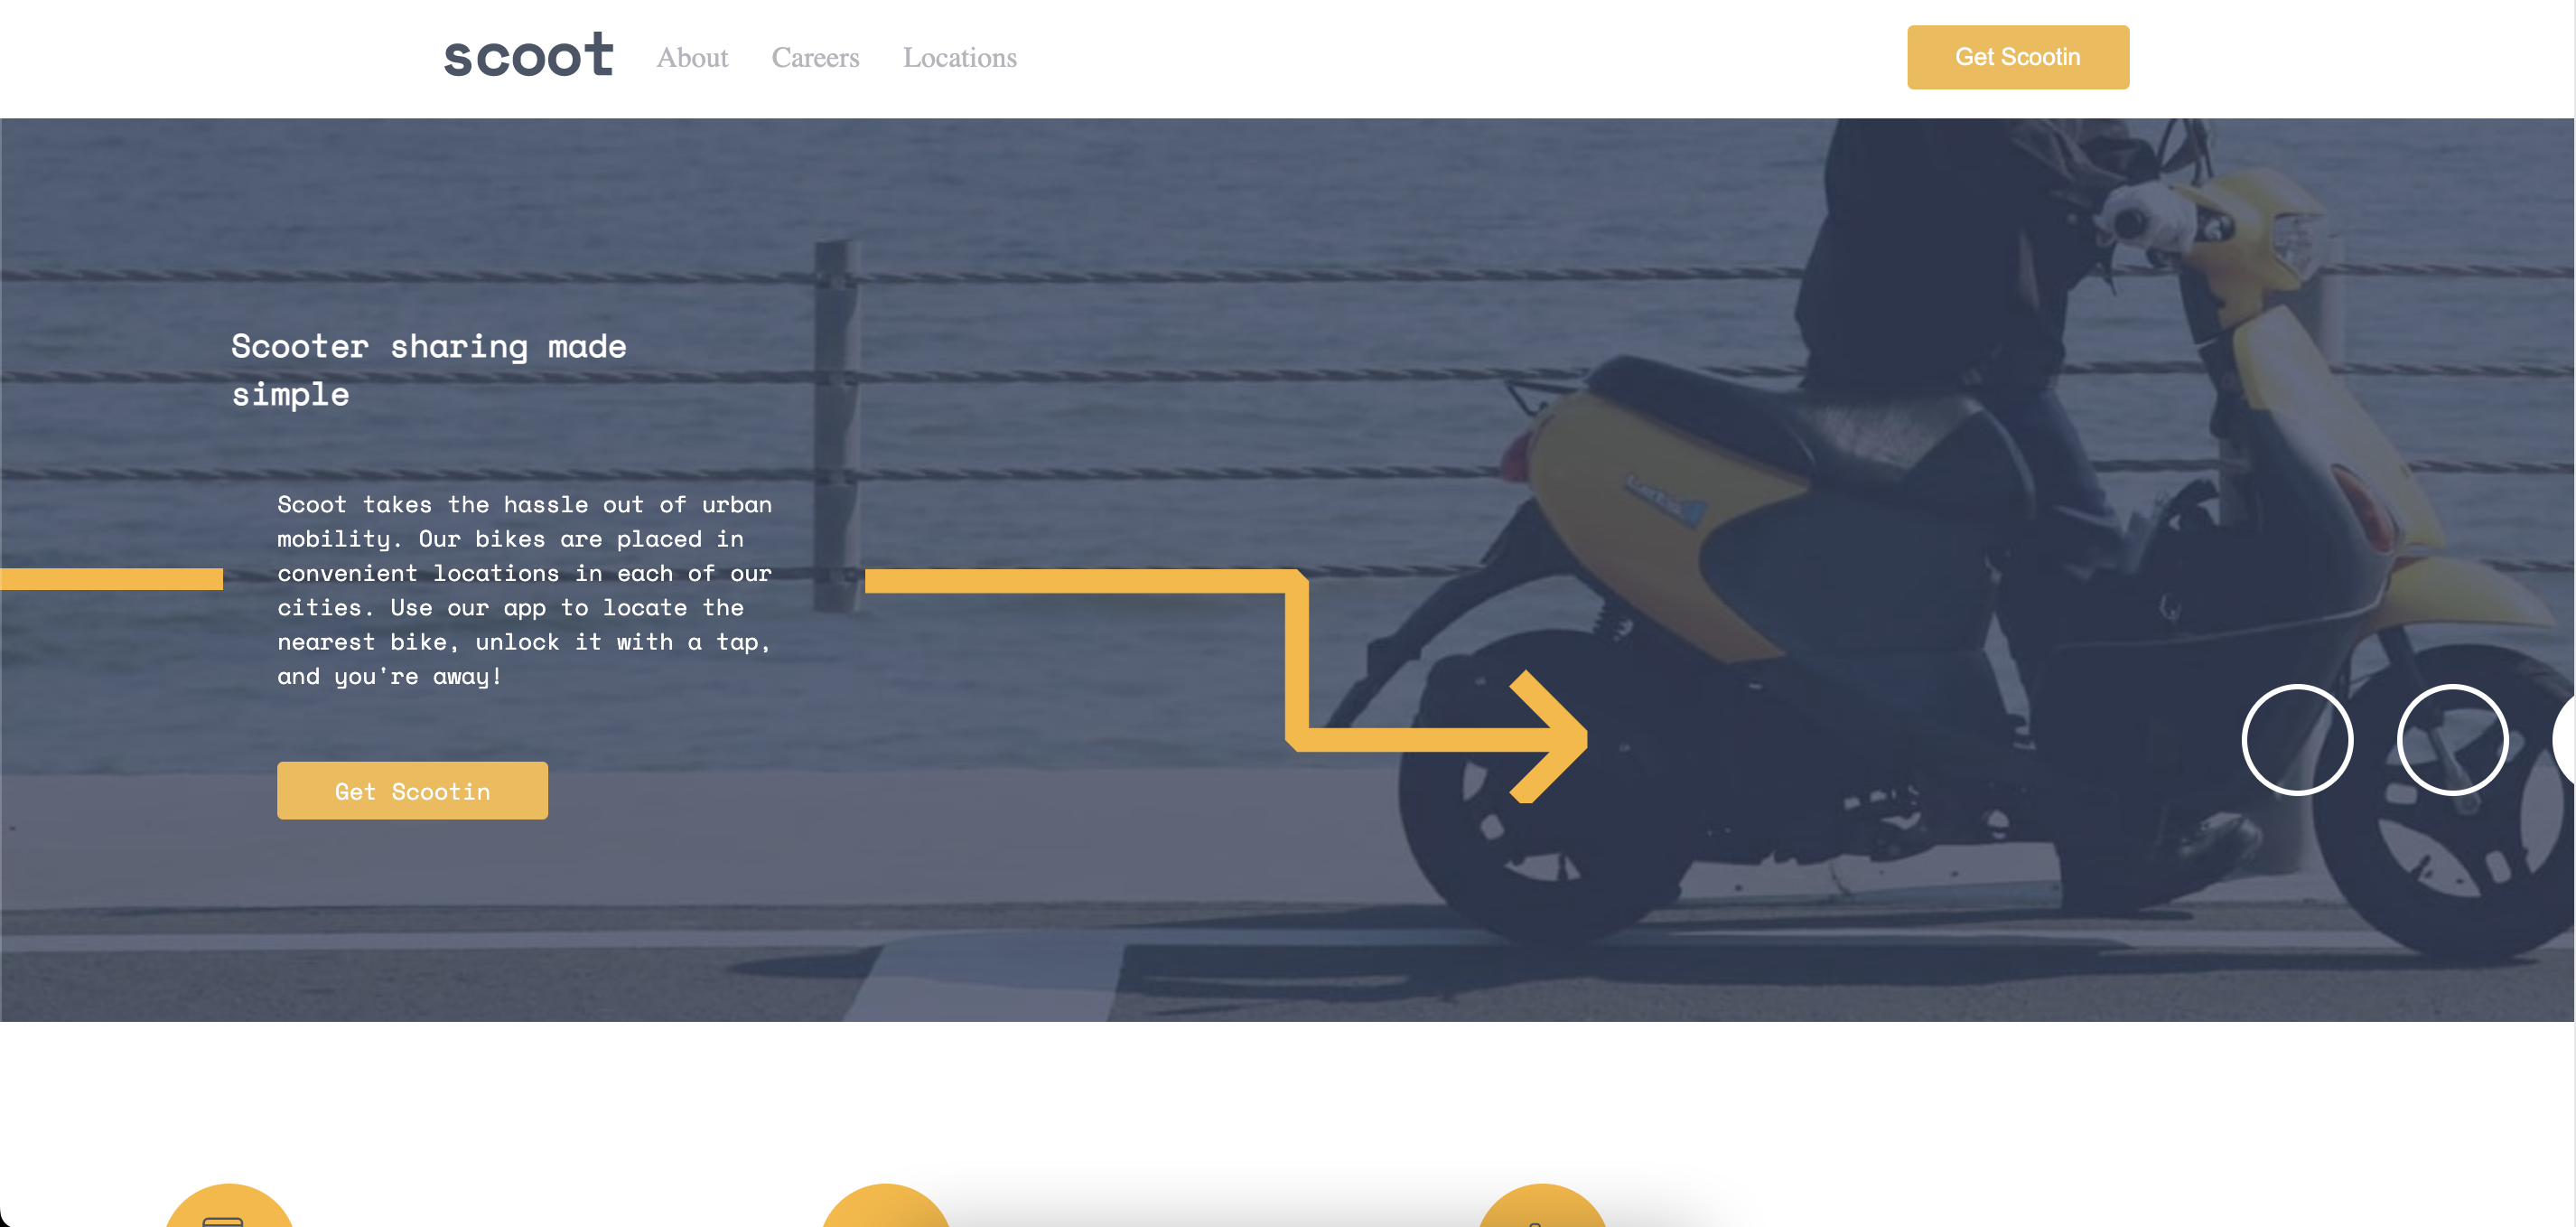 scoot About Careers Locations Get Scootin
Scooter sharing made
simple
Scoot takes the hassle out of urban
mobility. Our bikes are placed in
convenient locations in each of our
cities. Use our app to locate the
nearest bike, unlock it with a tap,
and you're away!
Get Scootin